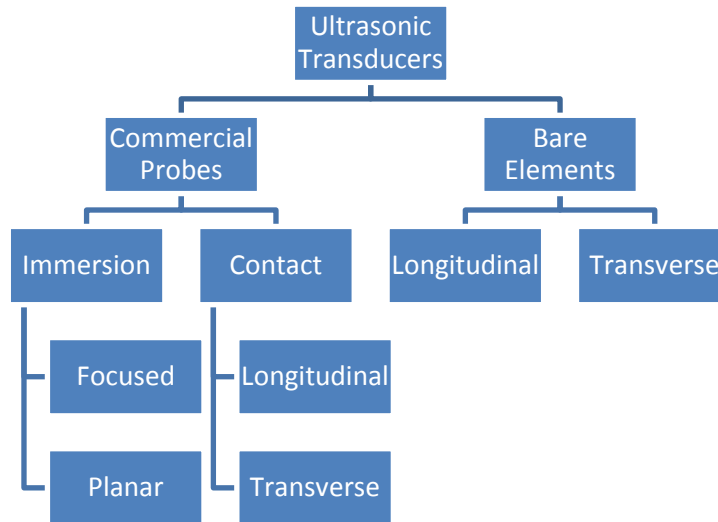 Ultrasonic
Transducers
Commercial
Probes
Bare
Elements
Immersion
Contact
Longitudinal
Transverse
Focused
Longitudinal
Planar
Transverse